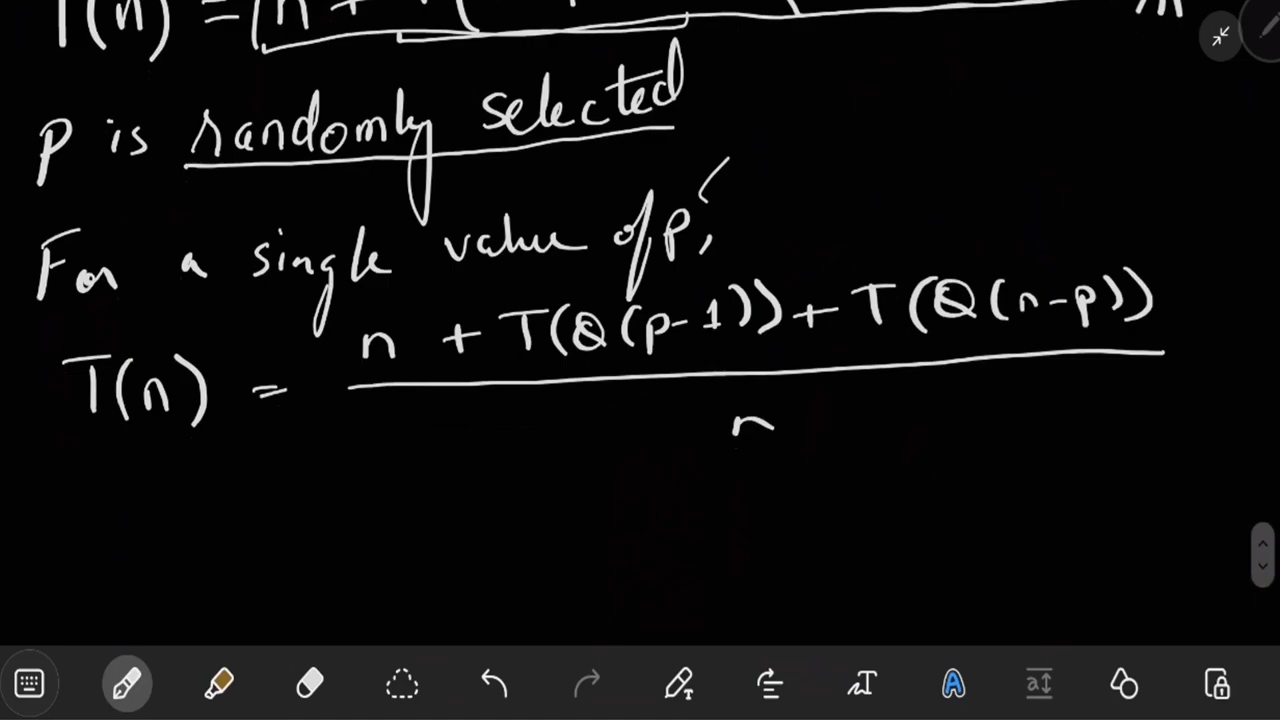 T(n) = n +
p is randomly selected
For a single value of p,
T(n) = n + T(Q(p-1)) + T(Q(n-p))
n